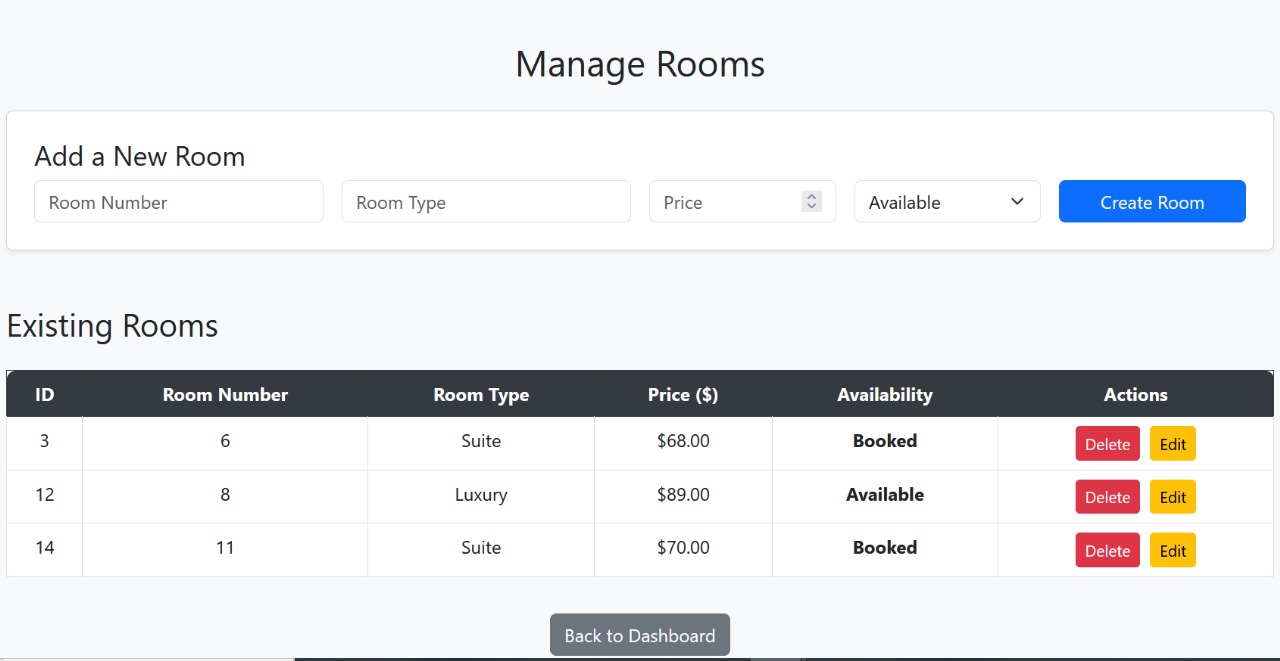 Manage Rooms
Add a New Room
Room Number Room Type Price Available Create Room
Existing Rooms
ID Room Number Room Type Price ($) Availability Actions
3 6 Suite $68.00 Booked Delete Edit
12 8 Luxury $89.00 Available Delete Edit
14 11 Suite $70.00 Booked Delete Edit
Back to Dashboard